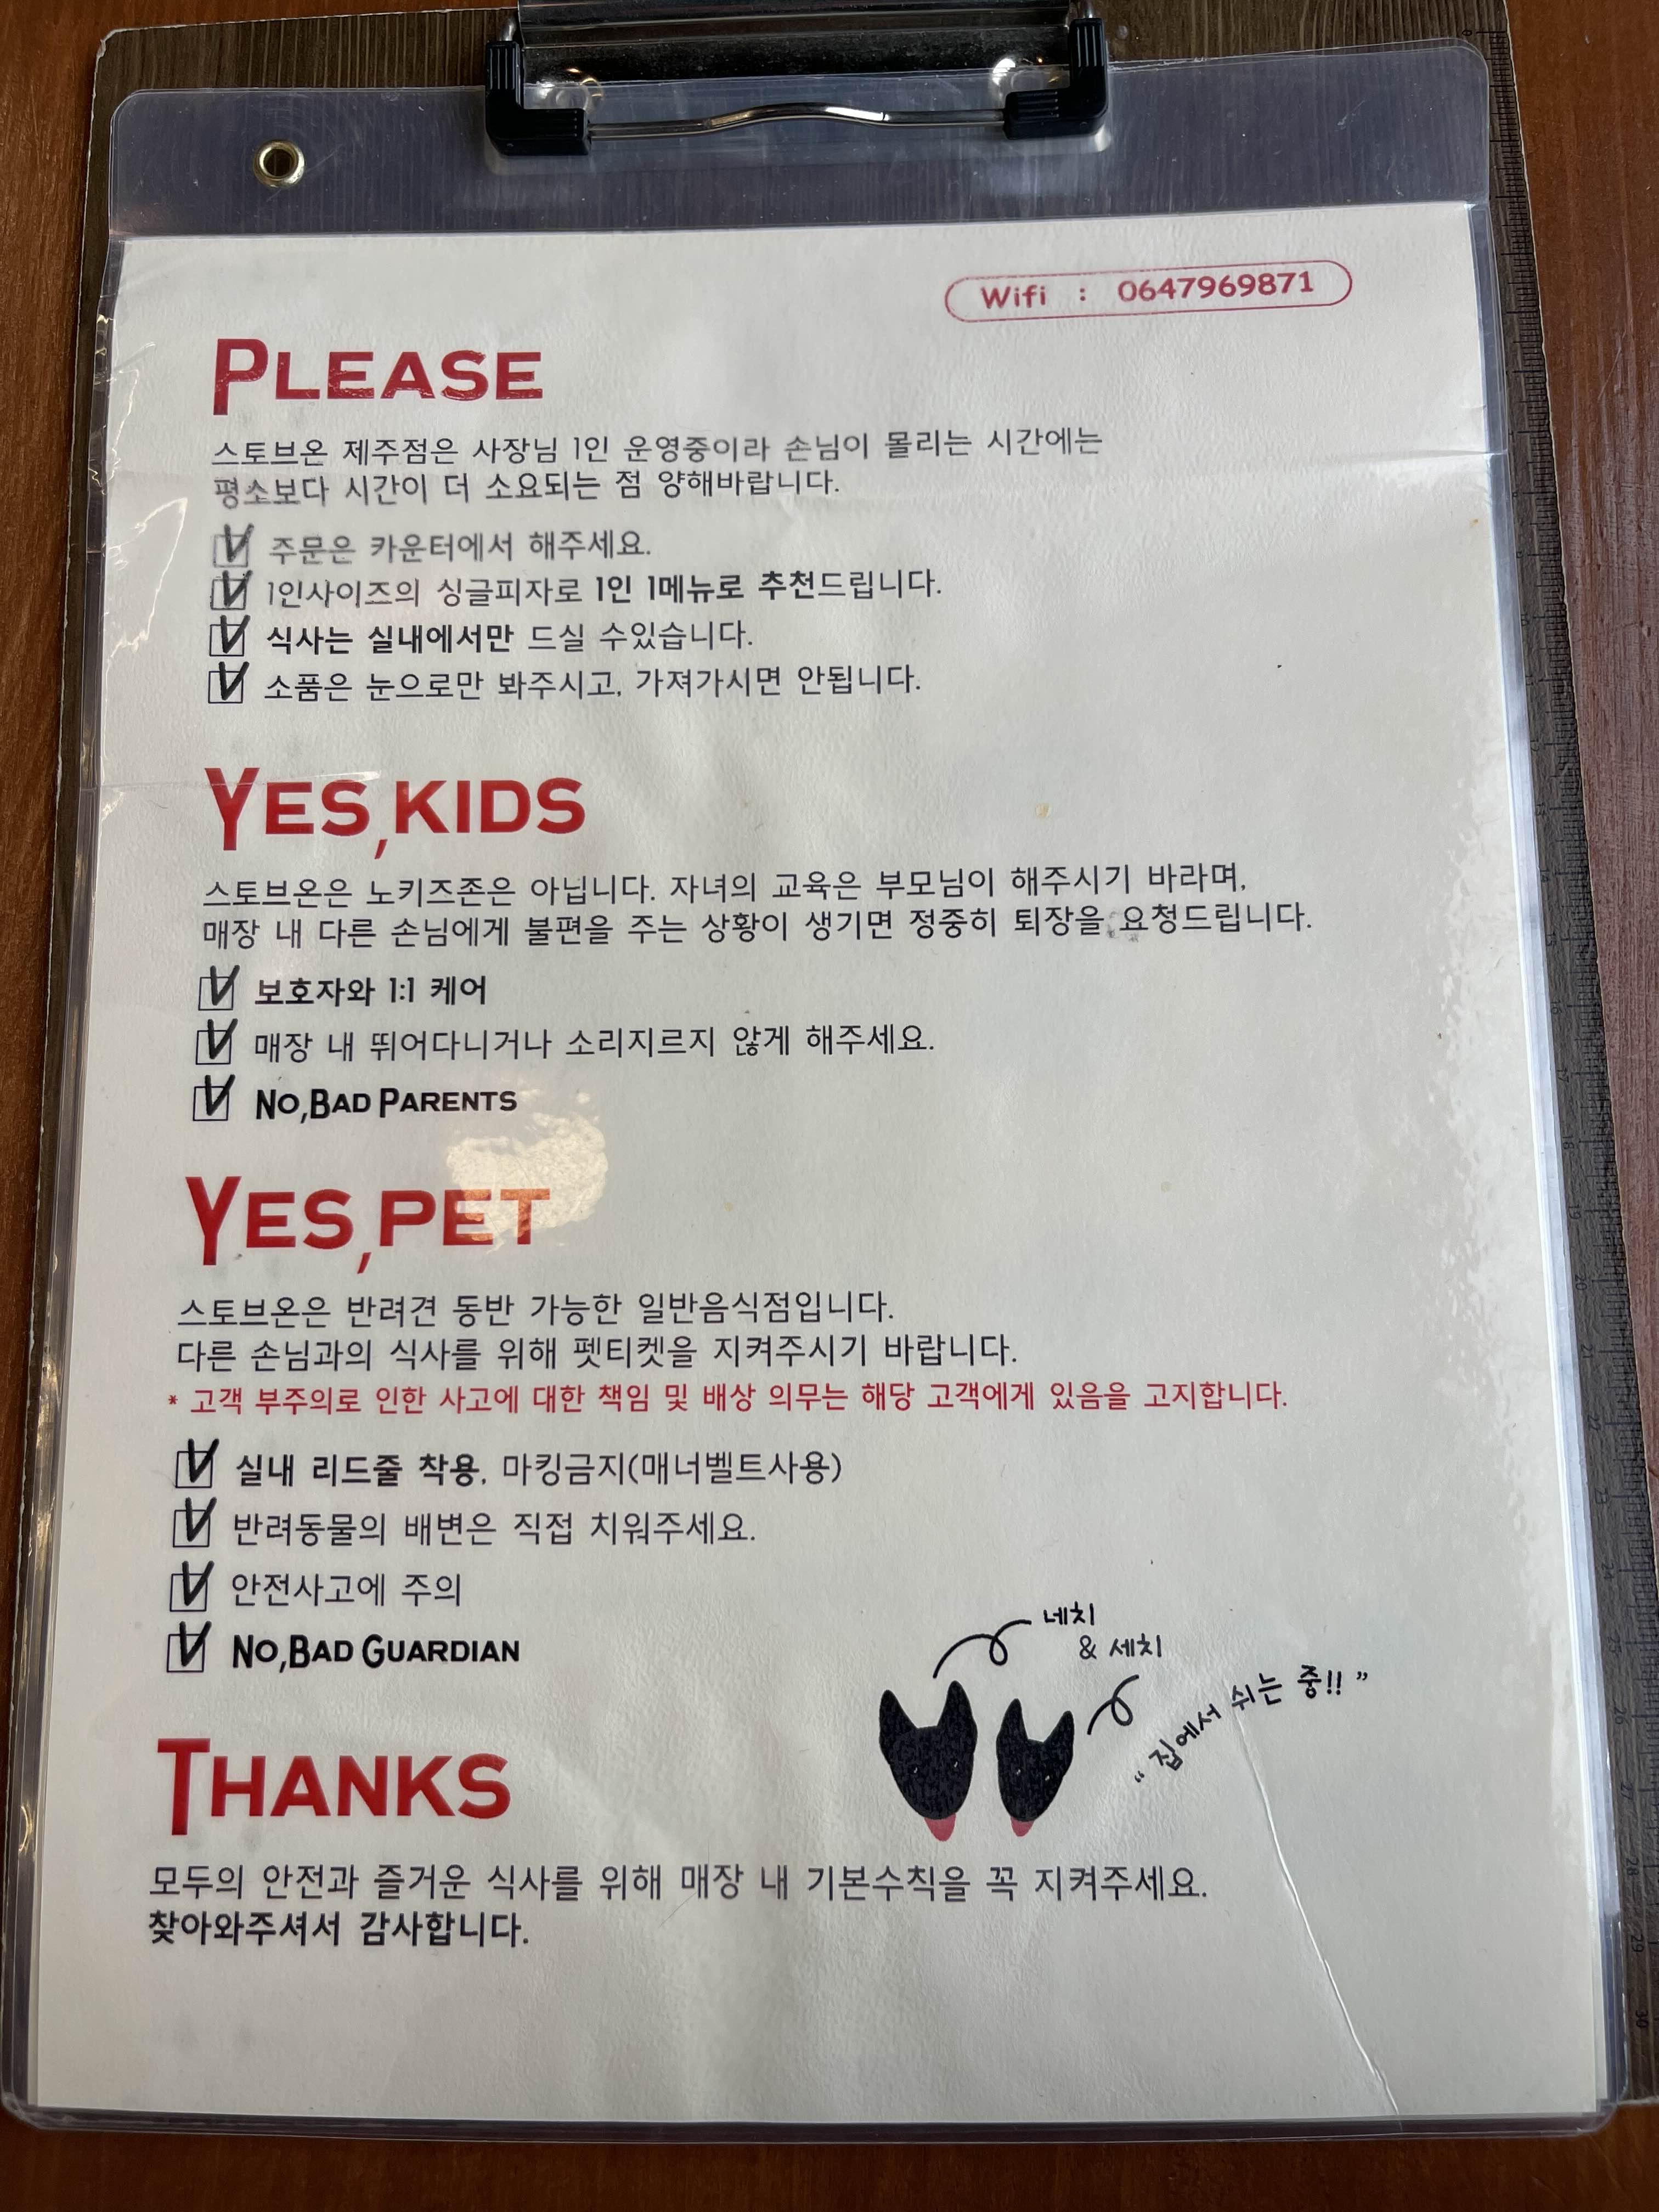 Wifi : 0647969871
PLEASE
스토브온 제주점은 사장님 1인 운영중이라 손님이 몰리는 시간에는
평소보다 시간이 더 소요되는 점 양해바랍니다.
주문은 카운터에서 해주세요.
1인사이즈의 싱글피자로 1인 1메뉴로 추천드립니다.
식사는 실내에서만 드실 수있습니다.
소품은 눈으로만 봐주시고, 가져가시면 안됩니다.
YES, KIDS
스토브온은 노키즈존은 아닙니다. 자녀의 교육은 부모님이 해주시기 바라며,
매장 내 다른 손님에게 불편을 주는 상황이 생기면 정중히 퇴장을 요청드립니다.
보호자와 1:1 케어
매장 내 뛰어다니거나 소리지르지 않게 해주세요.
NO, BAD PARENTS
YES, PET
스토브온은 반려견 동반 가능한 일반음식점입니다.
다른 손님과의 식사를 위해 펫티켓을 지켜주시기 바랍니다.
* 고객 부주의로 인한 사고에 대한 책임 및 배상 의무는 해당 고객에게 있음을 고지합니다.
실내 리드줄 착용, 마킹금지(매너벨트사용)
반려동물의 배변은 직접 치워주세요.
안전사고에 주의
NO, BAD GUARDIAN
네치
& 세치
"집에서 쉬는 중!!"
THANKS
모두의 안전과 즐거운 식사를 위해 매장 내 기본수칙을 꼭 지켜주세요.
찾아와주셔서 감사합니다.